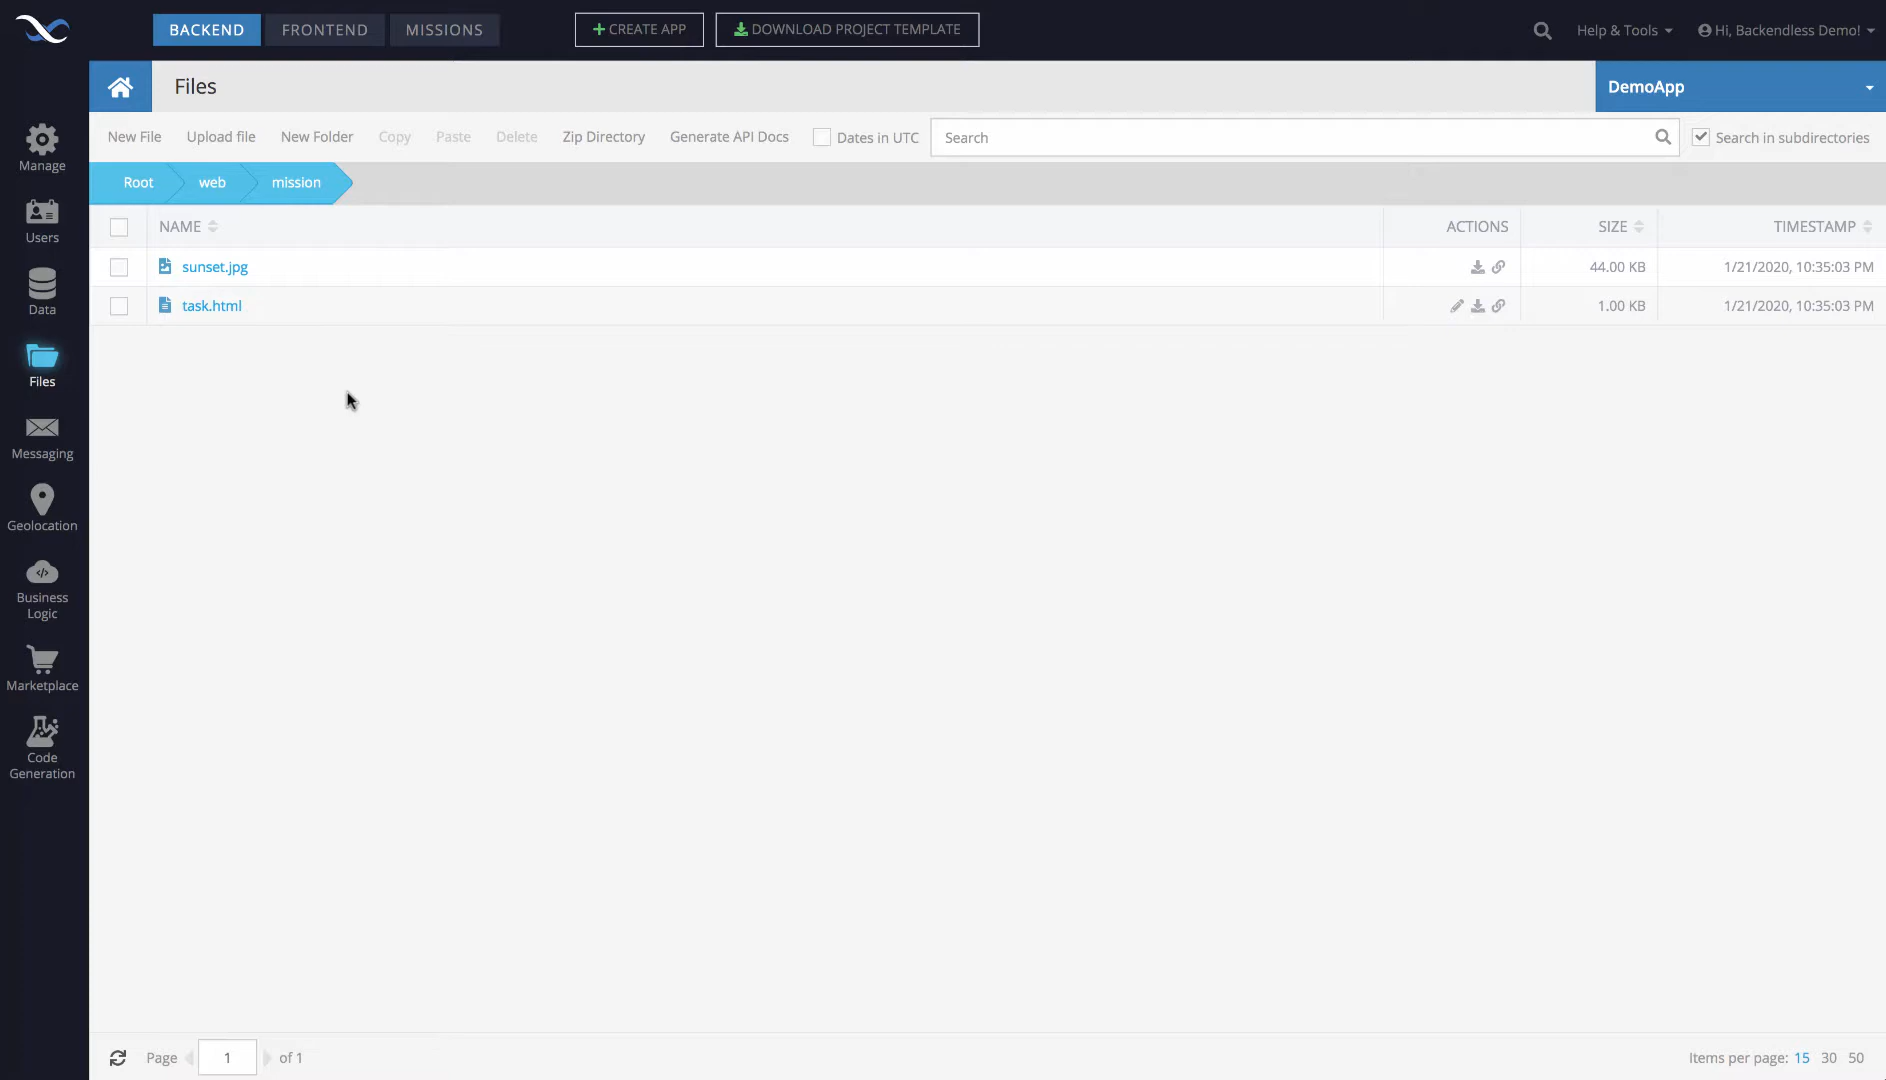 BACKEND FRONTEND MISSIONS CREATE APP DOWNLOAD PROJECT TEMPLATE Help & Tools Hi, Backendless Demo!
Files DemoApp
New File Upload file New Folder Copy Paste Delete Zip Directory Generate API Docs Dates in UTC Search Search in subdirectories
Root web mission
NAME ACTIONS SIZE TIMESTAMP
sunset.jpg 44.00 KB 1/21/2020, 10:35:03 PM
task.html 1.00 KB 1/21/2020, 10:35:03 PM
Manage
Users
Data
Files
Messaging
Geolocation
Business
Logic
Marketplace
Code
Generation
Page 1 of 1 Items per page: 15 30 50